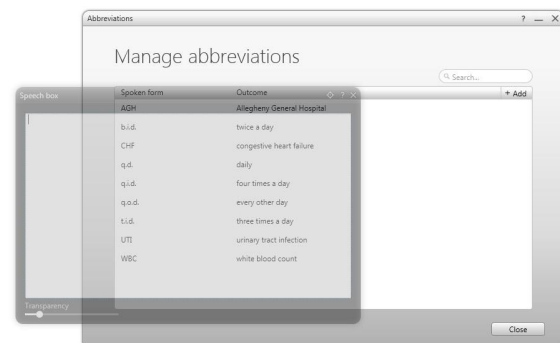 Abbreviations ? — X
Manage abbreviations
Search...
Speech box ? X
Spoken form Outcome + Add
AGH Allegheny General Hospital
b.i.d. twice a day
CHF congestive heart failure
q.d. daily
q.i.d. four times a day
q.o.d. every other day
t.i.d. three times a day
UTI urinary tract infection
WBC white blood count
Transparency
Close